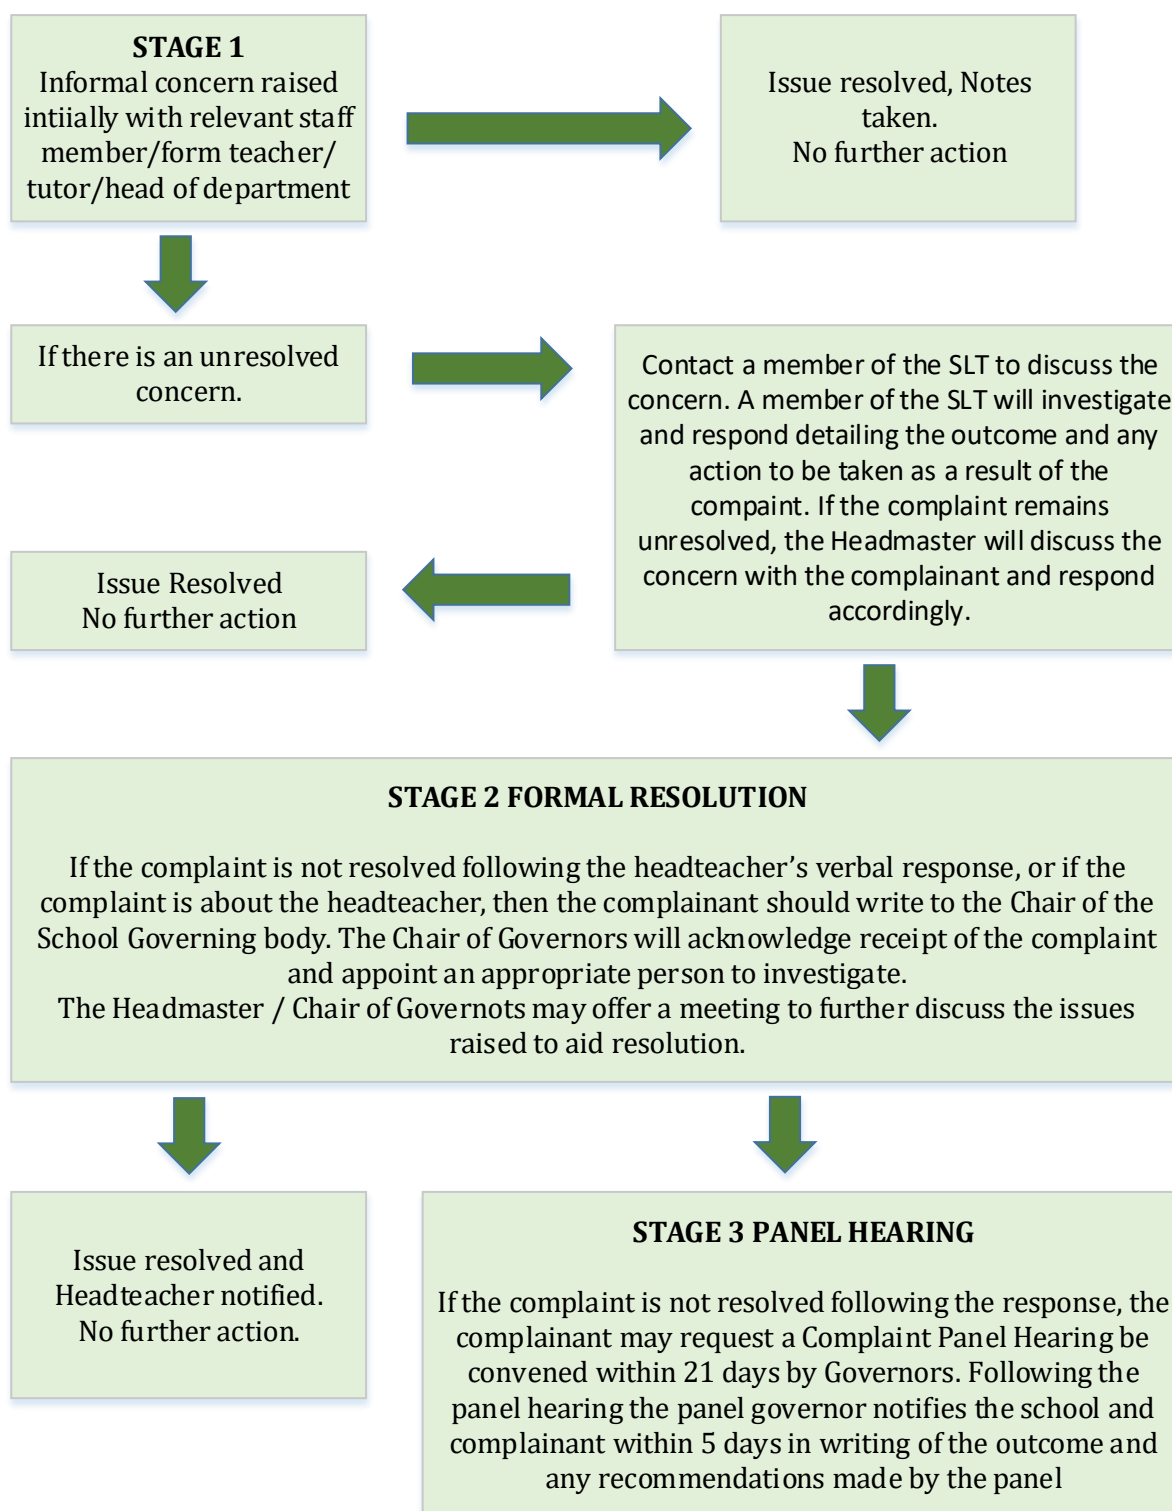 STAGE 1
Informal concern raised
intiially with relevant staff
member/form teacher/
tutor/head of department
Issue resolved, Notes
taken.
No further action
If there is an unresolved
concern.
Contact a member of the SLT to discuss the
concern. A member of the SLT will investigate
and respond detailing the outcome and any
action to be taken as a result of the
compaint. If the complaint remains
unresolved, the Headmaster will discuss the
concern with the complainant and respond
accordingly.
Issue Resolved
No further action
STAGE 2 FORMAL RESOLUTION
If the complaint is not resolved following the headteacher’s verbal response, or if the
complaint is about the headteacher, then the complainant should write to the Chair of the
School Governing body. The Chair of Governors will acknowledge receipt of the complaint
and appoint an appropriate person to investigate.
The Headmaster / Chair of Governots may offer a meeting to further discuss the issues
raised to aid resolution.
Issue resolved and
Headteacher notified.
No further action.
STAGE 3 PANEL HEARING
If the complaint is not resolved following the response, the
complainant may request a Complaint Panel Hearing be
convened within 21 days by Governors. Following the
panel hearing the panel governor notifies the school and
complainant within 5 days in writing of the outcome and
any recommendations made by the panel